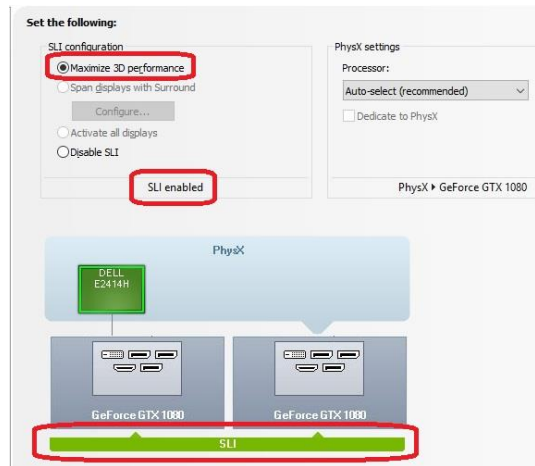 Set the following:
SLI configuration
Maximize 3D performance
Span displays with Surround
Configure...
Activate all displays
Disable SLI
SLI enabled
PhysX settings
Processor:
Auto-select (recommended)
Dedicate to PhysX
PhysX ▸ GeForce GTX 1080
PhysX
DELL
E2414H
GeForce GTX 1080
GeForce GTX 1080
SLI